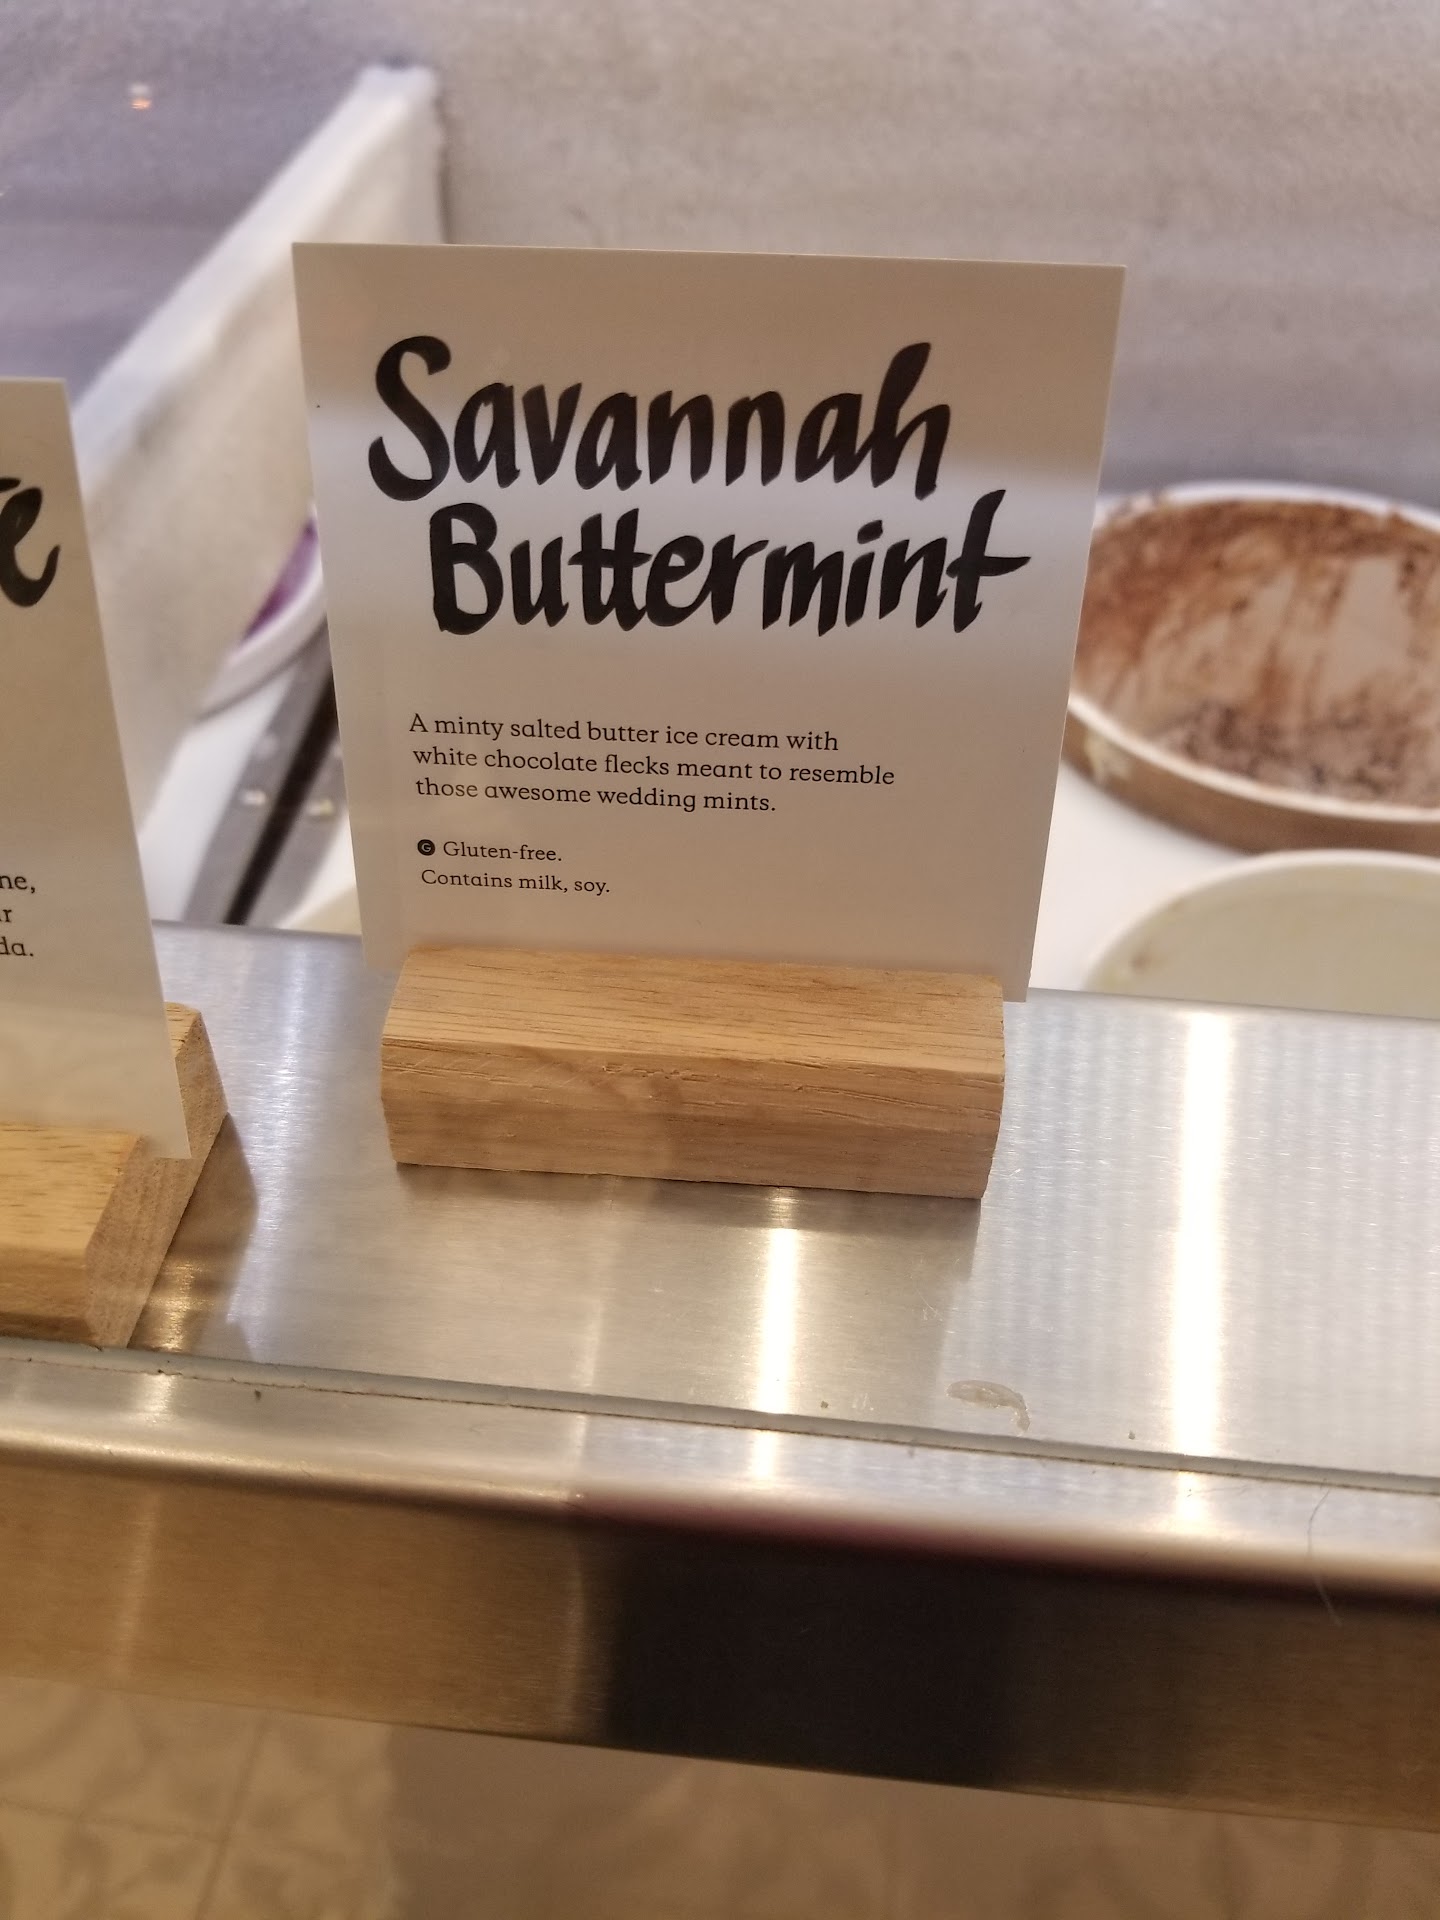 Savannah
Buttermint
A minty salted butter ice cream with
white chocolate flecks meant to resemble
those awesome wedding mints.
G Gluten-free.
Contains milk, soy.